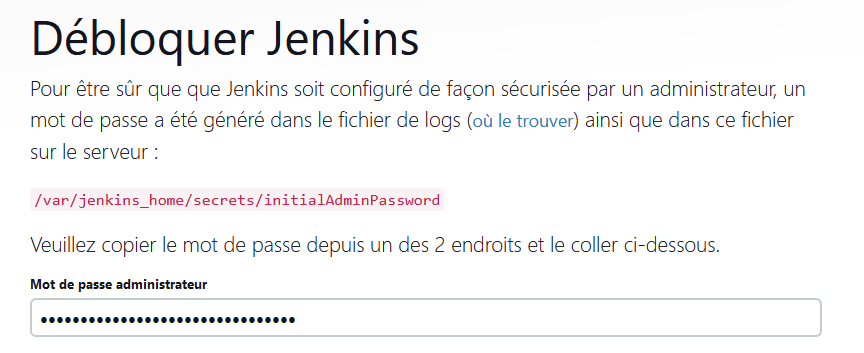 Débloquer Jenkins
Pour être sûr que que Jenkins soit configuré de façon sécurisée par un administrateur, un
mot de passe a été généré dans le fichier de logs (où le trouver) ainsi que dans ce fichier
sur le serveur :
/var/jenkins_home/secrets/initialAdminPassword
Veuillez copier le mot de passe depuis un des 2 endroits et le coller ci-dessous.
Mot de passe administrateur
••••••••••••••••••••••••••••••••